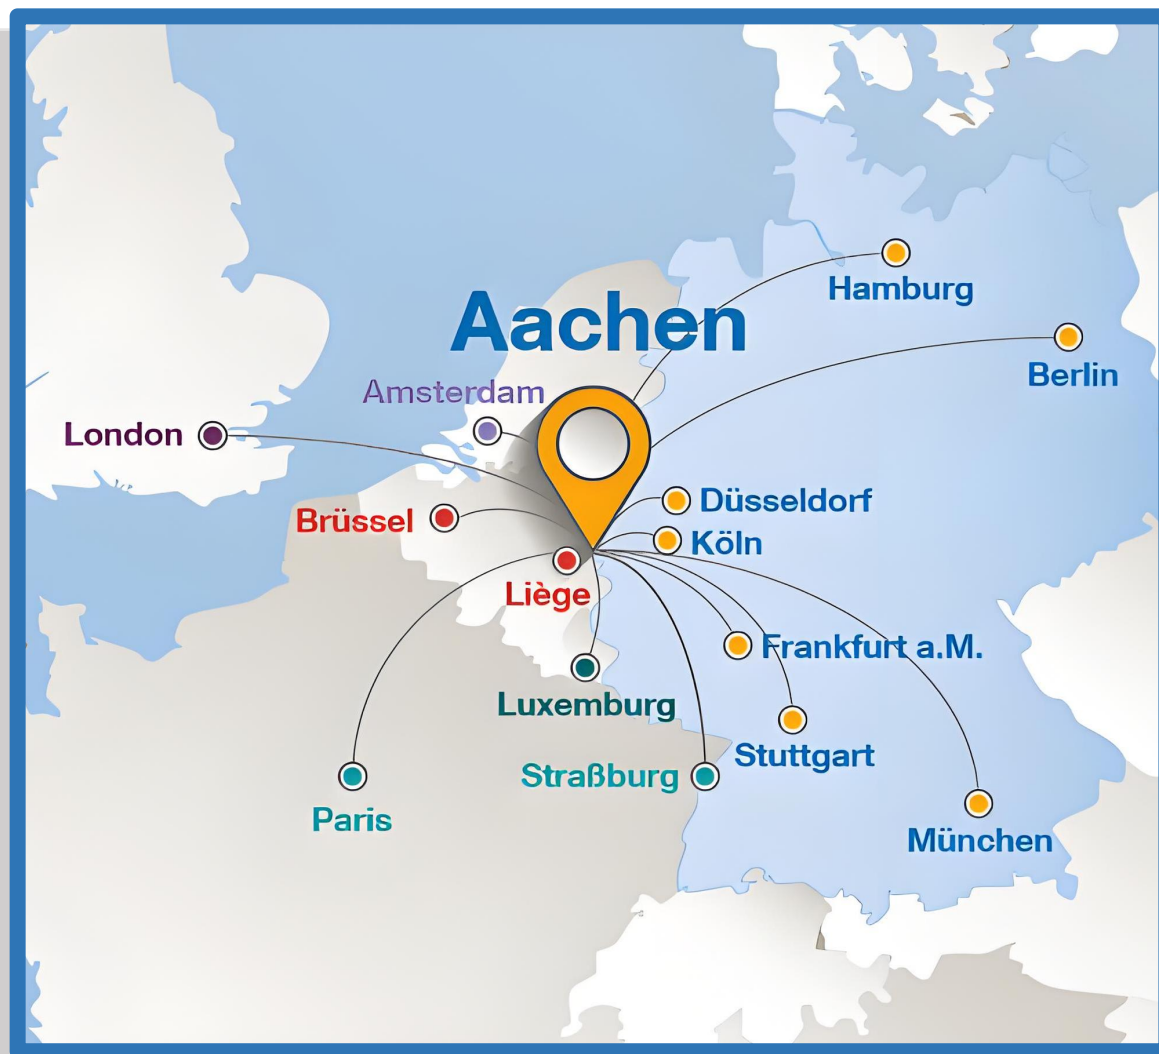 Hamburg
Aachen
Berlin
Amsterdam
London
Düsseldorf
Brüssel
Köln
Liège
Frankfurt a.M.
Luxemburg
Stuttgart
Straßburg
Paris
München